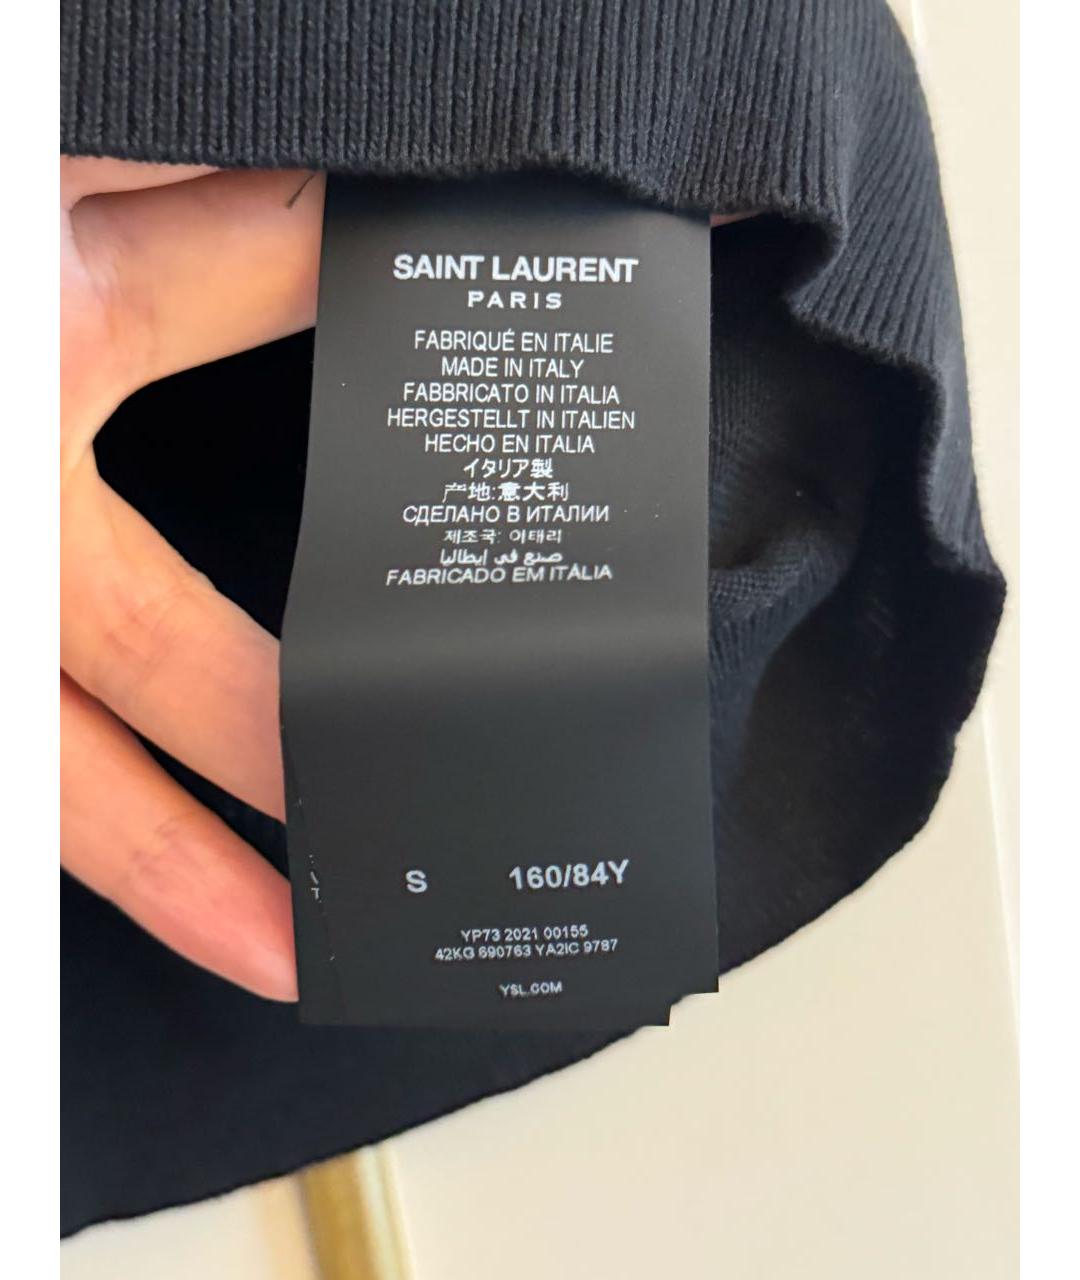 SAINT LAURENT
PARIS
FABRIQUÉ EN ITALIE
MADE IN ITALY
FABBRICATO IN ITALIA
HERGESTELLT IN ITALIEN
HECHO EN ITALIA
イタリア製
产地:意大利
СДЕЛАНО В ИТАЛИИ
제조국: 이태리
صنع في إيطاليا
FABRICADO EM ITÁLIA
S 160/84Y
YP73 2021 00155
42KG 690763 YA2IC 9787
YSL.COM